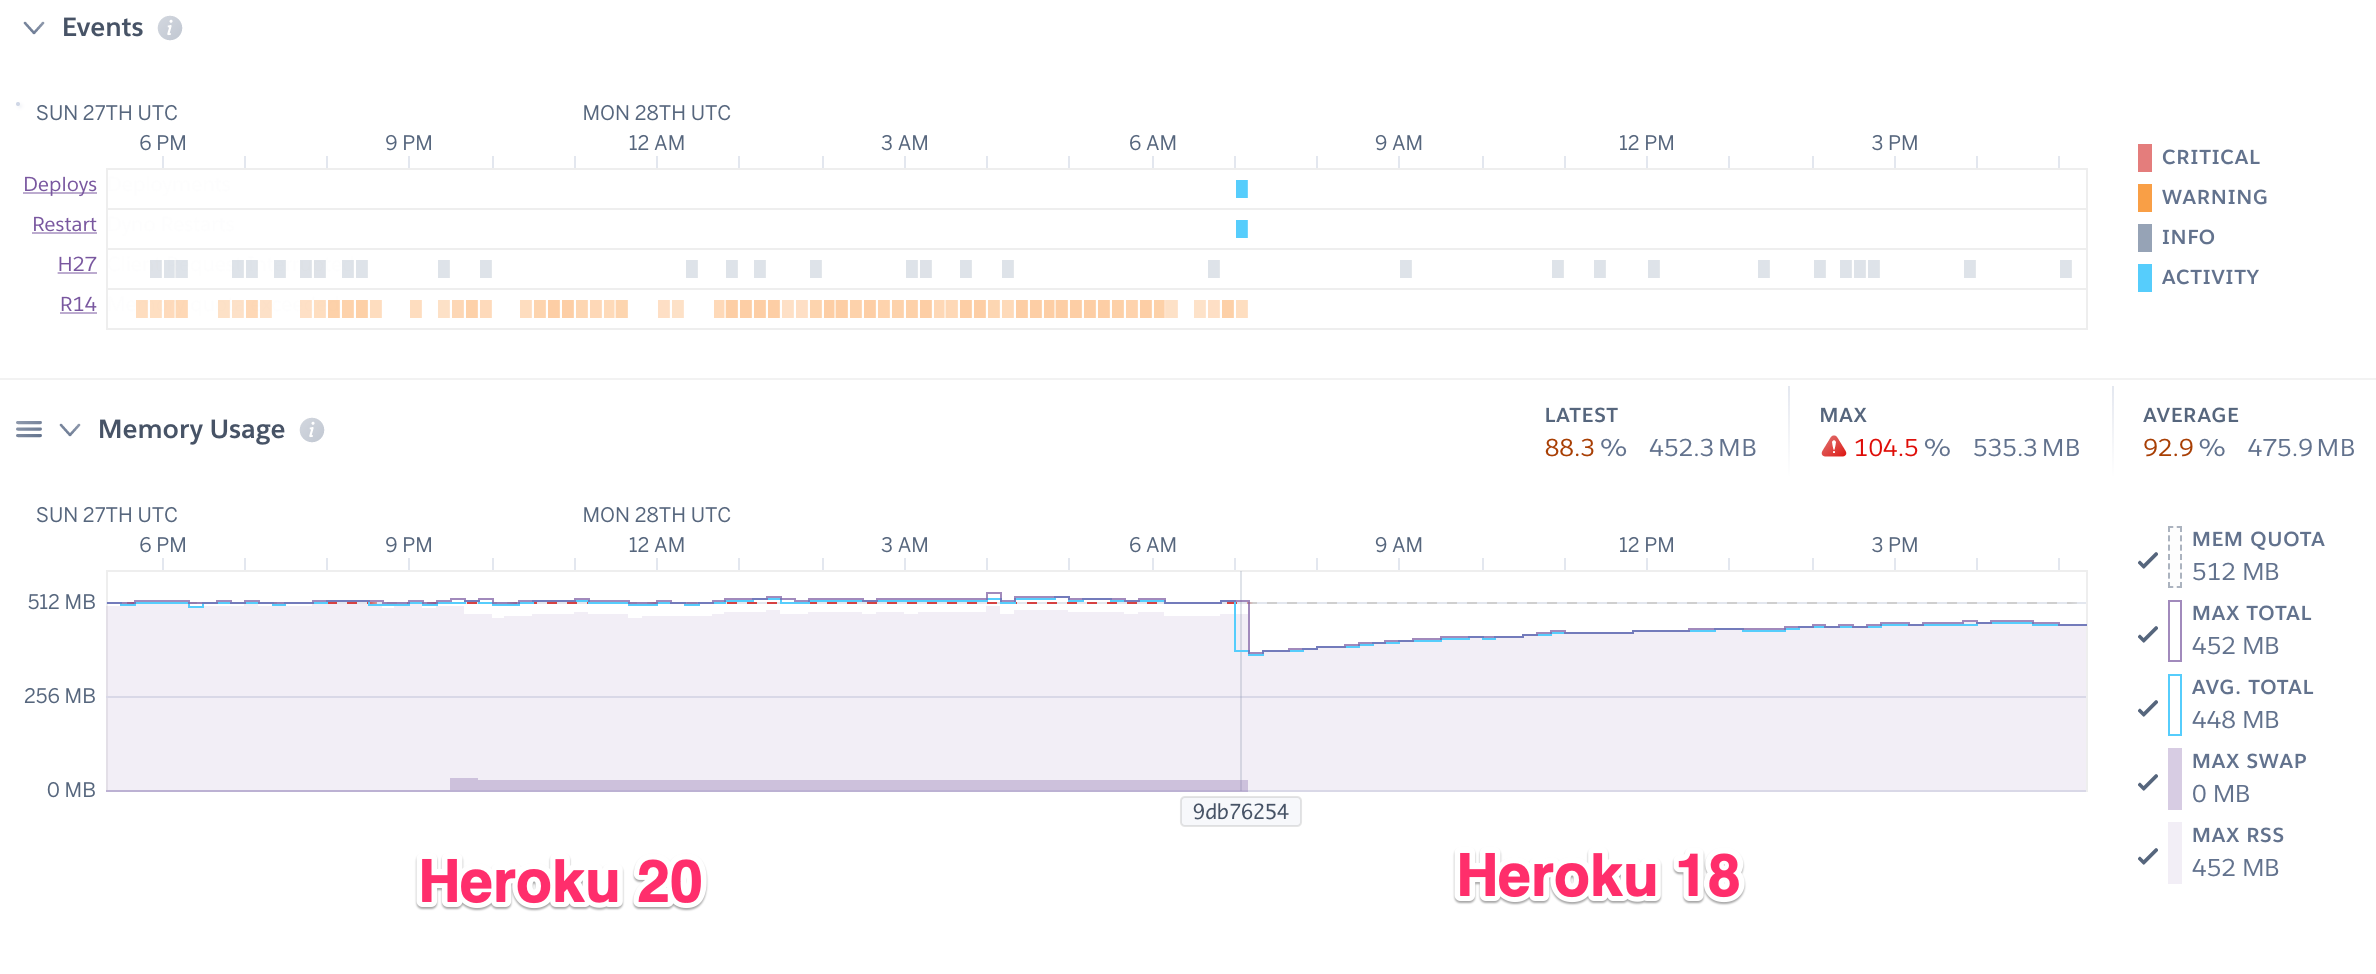 Events
SUN 27TH UTC MON 28TH UTC
6 PM 9 PM 12 AM 3 AM 6 AM 9 AM 12 PM 3 PM
Deploys
Restart
H27
R14
CRITICAL
WARNING
INFO
ACTIVITY
Memory Usage
LATEST
88.3 % 452.3 MB
MAX
104.5 % 535.3 MB
AVERAGE
92.9 % 475.9 MB
SUN 27TH UTC MON 28TH UTC
6 PM 9 PM 12 AM 3 AM 6 AM 9 AM 12 PM 3 PM
512 MB
256 MB
0 MB
9db76254
MEM QUOTA
512 MB
MAX TOTAL
452 MB
AVG. TOTAL
448 MB
MAX SWAP
0 MB
MAX RSS
452 MB
Heroku 20
Heroku 18